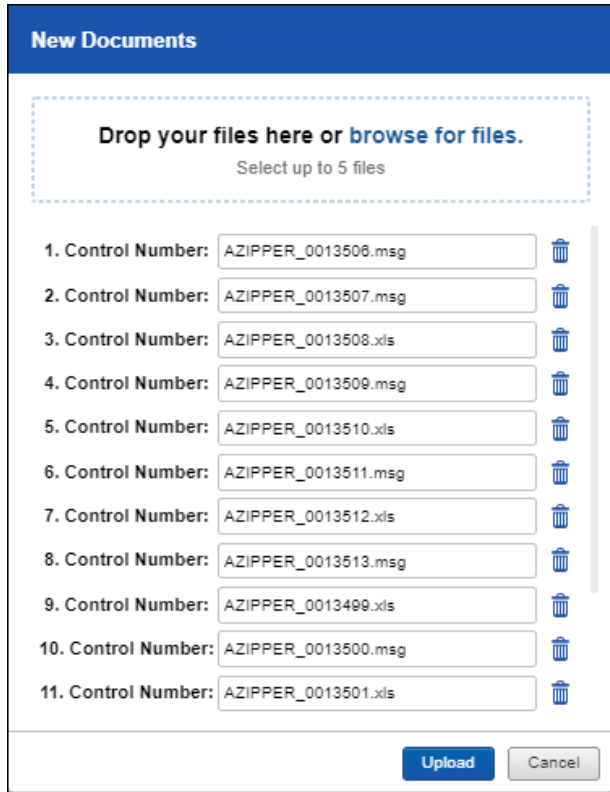 New Documents
Drop your files here or browse for files.
Select up to 5 files
1. Control Number: AZIPPER_0013506.msg
2. Control Number: AZIPPER_0013507.msg
3. Control Number: AZIPPER_0013508.xls
4. Control Number: AZIPPER_0013509.msg
5. Control Number: AZIPPER_0013510.xls
6. Control Number: AZIPPER_0013511.msg
7. Control Number: AZIPPER_0013512.xls
8. Control Number: AZIPPER_0013513.msg
9. Control Number: AZIPPER_0013499.xls
10. Control Number: AZIPPER_0013500.msg
11. Control Number: AZIPPER_0013501.xls
Upload Cancel